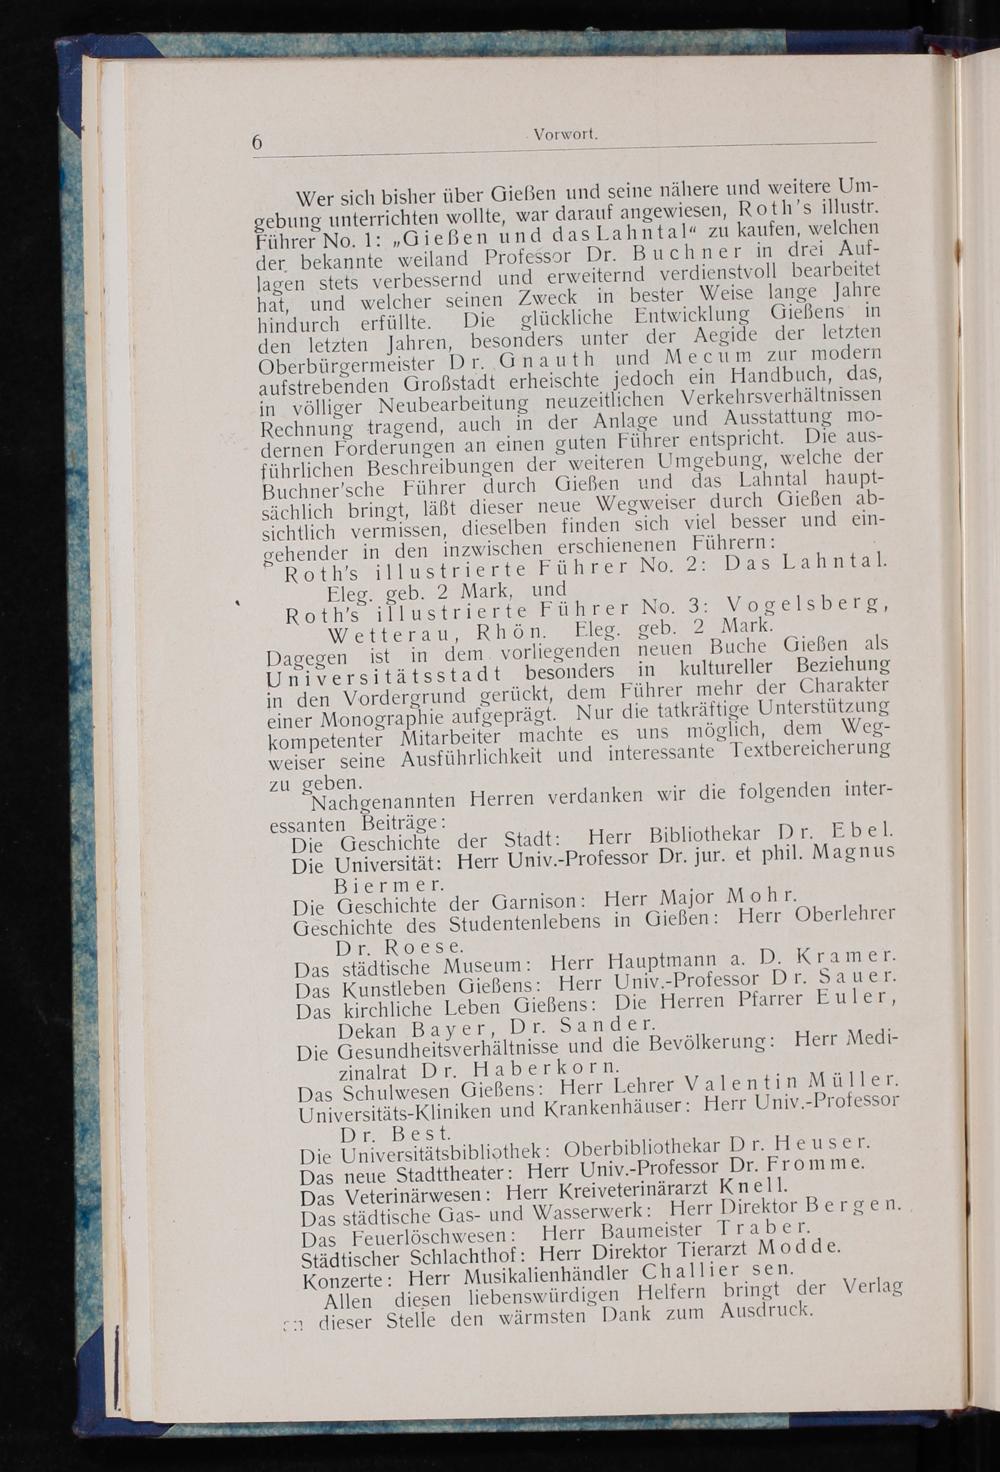 6
Vorwort.
Wer sich bisher über Gießen und seine nähere und weitere Um-
gebung unterrichten wollte, war darauf angewiesen, Roth's illustr.
Führer No. 1: „Gießen und das Lahntal“ zu kaufen, welchen
der bekannte weiland Professor Dr. Buchner in drei Auf-
lagen stets verbessernd und erweiternd verdienstvoll bearbeitet
hat, und welcher seinen Zweck in bester Weise lange Jahre
hindurch erfüllte. Die glückliche Entwicklung Gießens in
den letzten Jahren, besonders unter der Aegide der letzten
Oberbürgermeister Dr. Gnauth und Mecum zur modern
aufstrebenden Großstadt erheischte jedoch ein Handbuch, das,
in völliger Neubearbeitung neuzeitlichen Verkehrsverhältnissen
Rechnung tragend, auch in der Anlage und Ausstattung mo-
dernen Forderungen an einen guten Führer entspricht. Die aus-
führlichen Beschreibungen der weiteren Umgebung, welche der
Buchner'sche Führer durch Gießen und das Lahntal haupt-
sächlich bringt, läßt dieser neue Wegweiser durch Gießen ab-
sichtlich vermissen, dieselben finden sich viel besser und ein-
gehender in den inzwischen erschienenen Führern:
Roth's illustrierte Führer No. 2: Das Lahntal.
Eleg. geb. 2 Mark, und
Roth's illustrierte Führer No. 3: Vogelsberg,
Wetterau, Rhön. Eleg. geb. 2 Mark.
Dagegen ist in dem vorliegenden neuen Buche Gießen als
Universitätsstadt besonders in kultureller Beziehung
in den Vordergrund gerückt, dem Führer mehr der Charakter
einer Monographie aufgeprägt. Nur die tatkräftige Unterstützung
kompetenter Mitarbeiter machte es uns möglich, dem Weg-
weiser seine Ausführlichkeit und interessante Textbereicherung
zu geben.
Nachgenannten Herren verdanken wir die folgenden inter-
essanten Beiträge:
Die Geschichte der Stadt: Herr Bibliothekar Dr. Ebel.
Die Universität: Herr Univ.-Professor Dr. jur. et phil. Magnus
Biermer.
Die Geschichte der Garnison: Herr Major Mohr.
Geschichte des Studentenlebens in Gießen: Herr Oberlehrer
Dr. Roese.
Das städtische Museum: Herr Hauptmann a. D. Kramer.
Das Kunstleben Gießens: Herr Univ.-Professor Dr. Sauer.
Das kirchliche Leben Gießens: Die Herren Pfarrer Euler,
Dekan Bayer, Dr. Sander.
Die Gesundheitsverhältnisse und die Bevölkerung: Herr Medi-
zinalrat Dr. Haberkorn.
Das Schulwesen Gießens: Herr Lehrer Valentin Müller.
Universitäts-Kliniken und Krankenhäuser: Herr Univ.-Professor
Dr. Best.
Die Universitätsbibliothek: Oberbibliothekar Dr. Heuser.
Das neue Stadttheater: Herr Univ.-Professor Dr. Fromme.
Das Veterinärwesen: Herr Kreiveterinärarzt Knell.
Das städtische Gas- und Wasserwerk: Herr Direktor Bergen.
Das Feuerlöschwesen: Herr Baumeister Traber.
Städtischer Schlachthof: Herr Direktor Tierarzt Modde.
Konzerte: Herr Musikalienhändler Challier sen.
Allen diesen liebenswürdigen Helfern bringt der Verlag
dieser Stelle den wärmsten Dank zum Ausdruck.